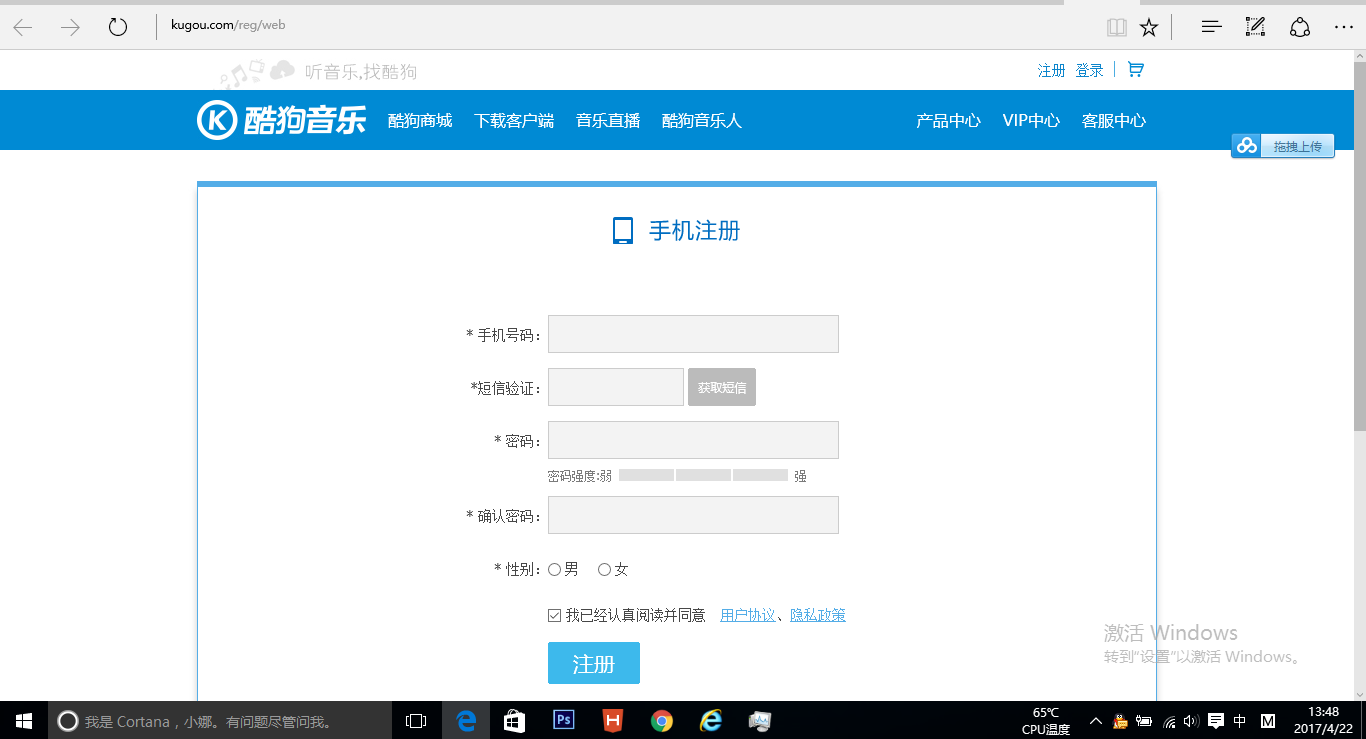 kugou.com/reg/web
听音乐,找酷狗
注册 登录
酷狗音乐 酷狗商城 下载客户端 音乐直播 酷狗音乐人 产品中心 VIP中心 客服中心
拖拽上传
手机注册
* 手机号码：
*短信验证： 获取短信
* 密码：
密码强度:弱 强
* 确认密码：
* 性别： 男 女
我已经认真阅读并同意 用户协议、隐私政策
注册
激活 Windows
转到"设置"以激活 Windows。
我是 Cortana，小娜。有问题尽管问我。
Ps
H
65℃
CPU温度
中
M
13:48
2017/4/22